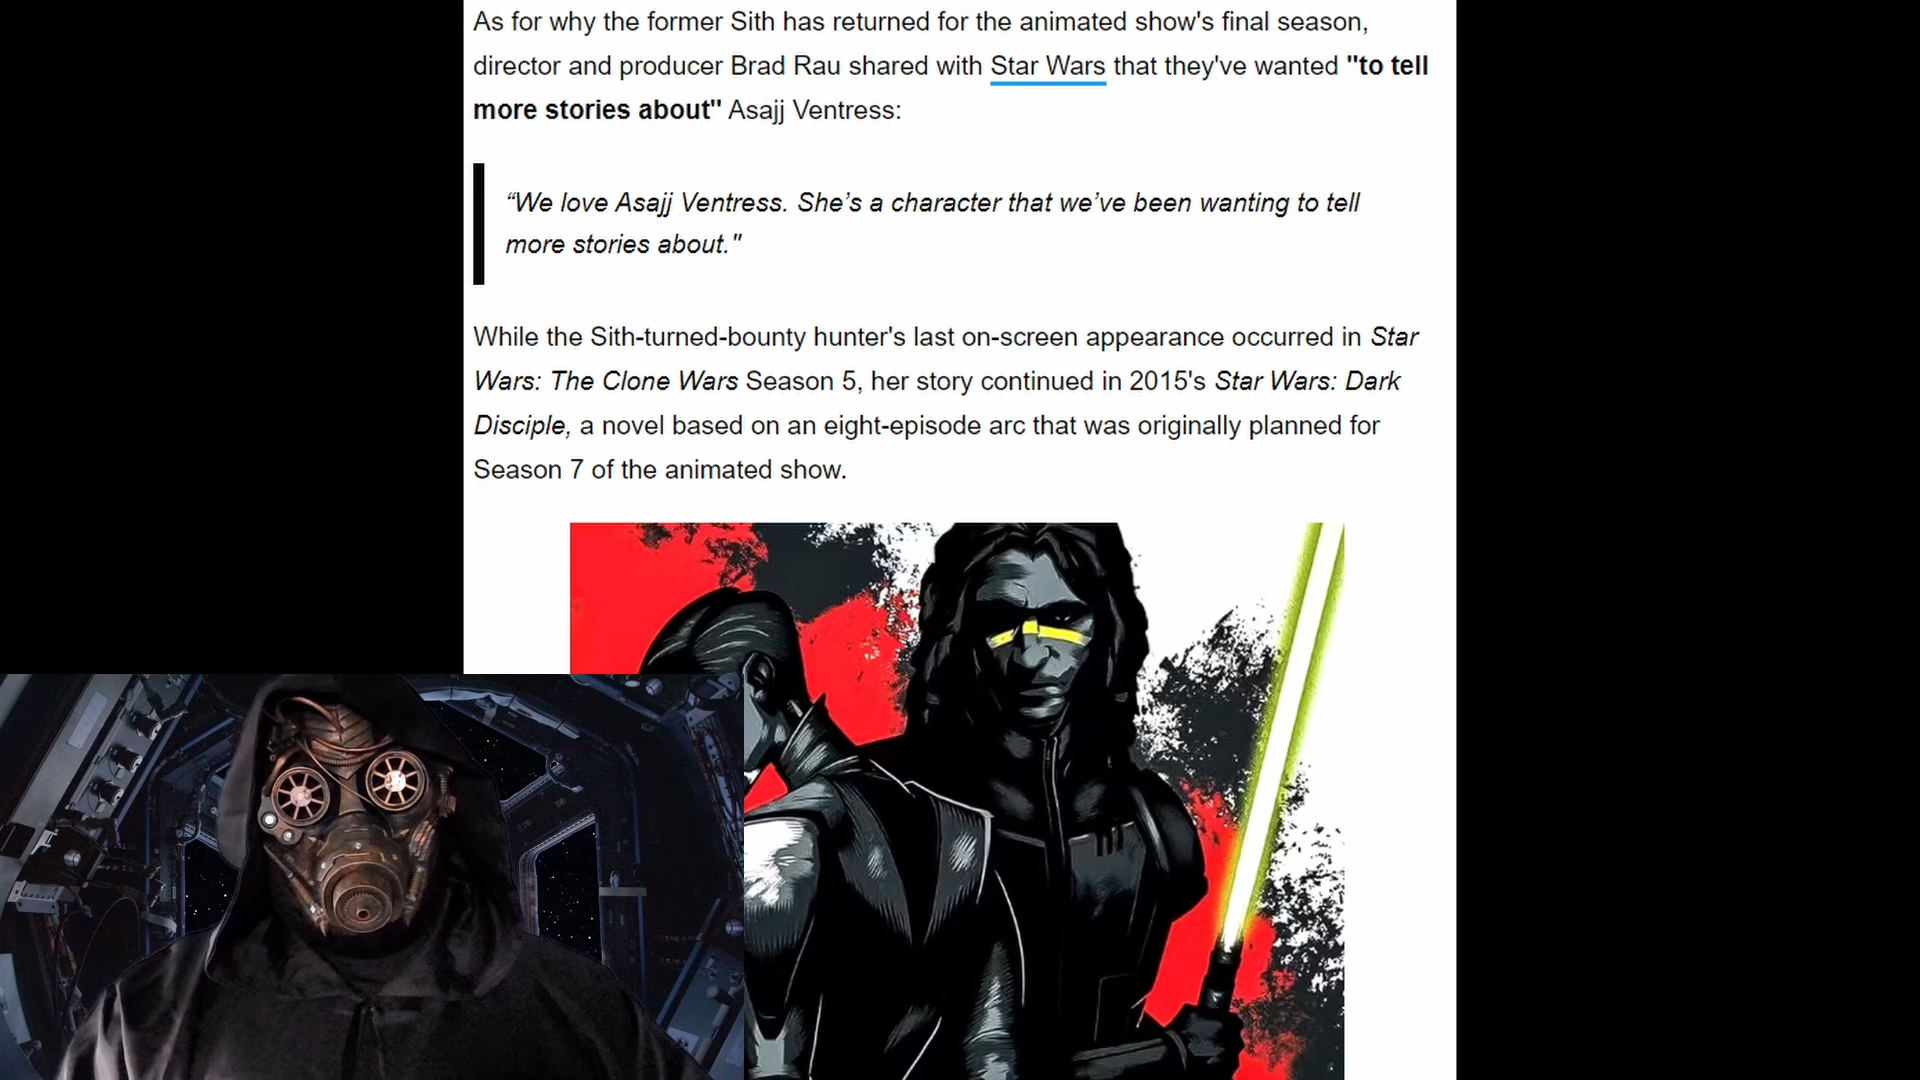 As for why the former Sith has returned for the animated show's final season,
director and producer Brad Rau shared with Star Wars that they've wanted "to tell
more stories about" Asajj Ventress:
“We love Asajj Ventress. She’s a character that we’ve been wanting to tell
more stories about."
While the Sith-turned-bounty hunter's last on-screen appearance occurred in Star
Wars: The Clone Wars Season 5, her story continued in 2015's Star Wars: Dark
Disciple, a novel based on an eight-episode arc that was originally planned for
Season 7 of the animated show.